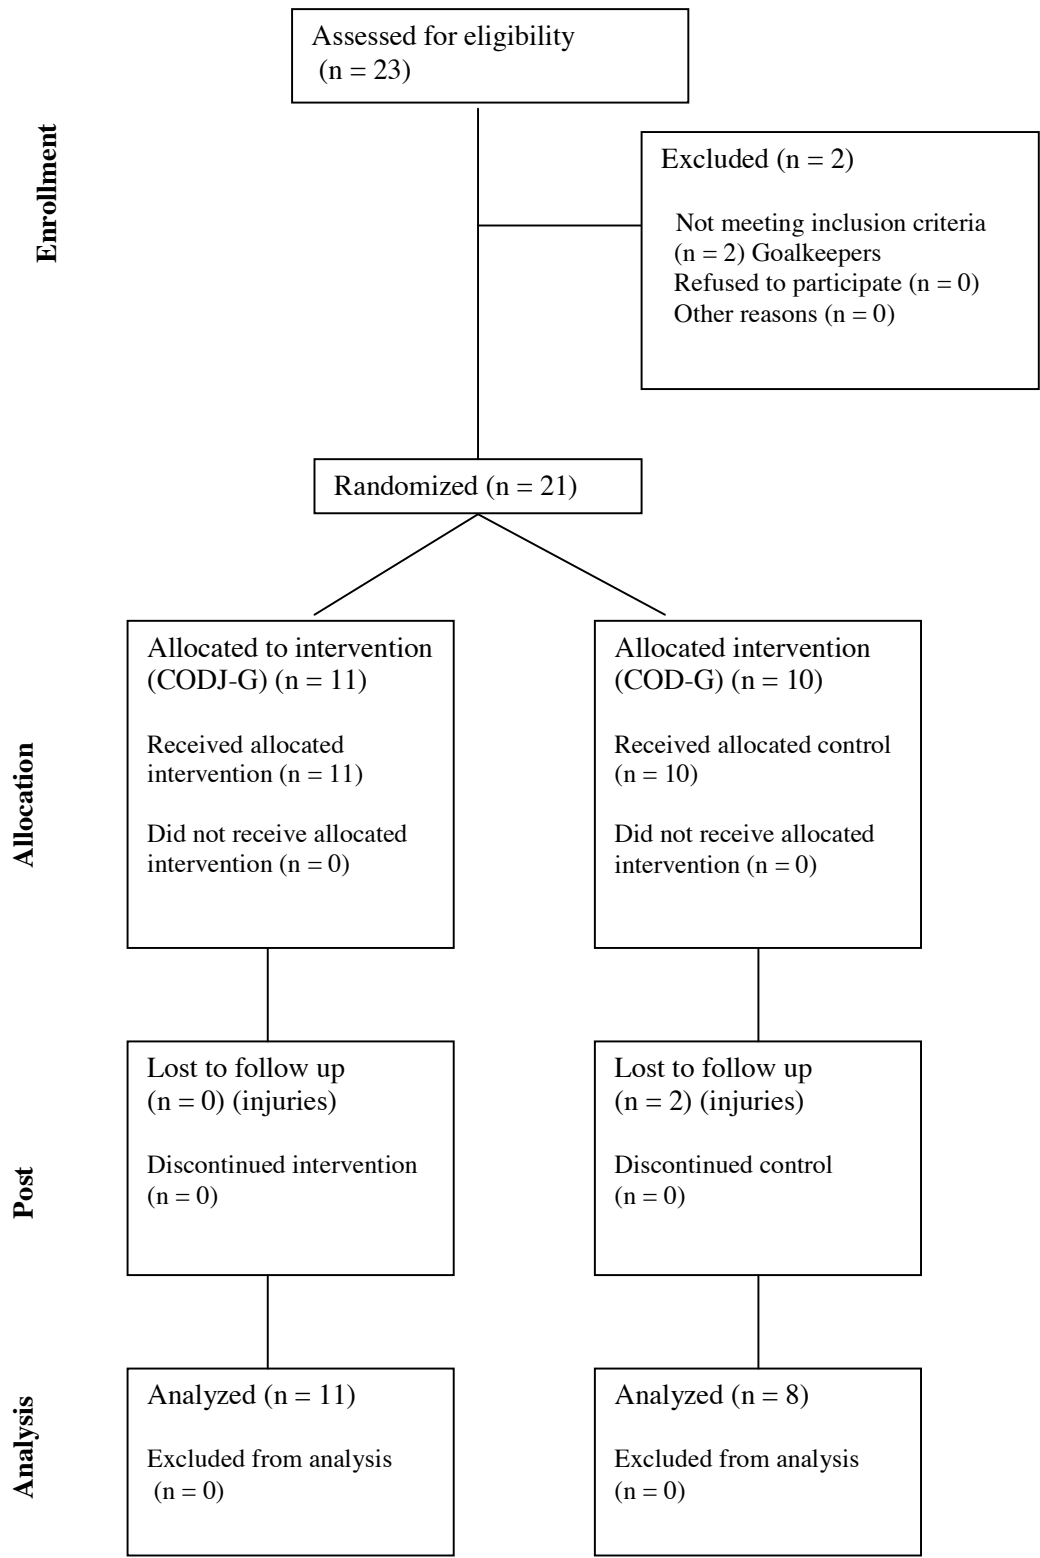 Assessed for eligibility
(n = 23)
Enrollment
Excluded (n = 2)
Not meeting inclusion criteria
(n = 2) Goalkeepers
Refused to participate (n = 0)
Other reasons (n = 0)
Randomized (n = 21)
Allocation
Allocated to intervention
(CODJ-G) (n = 11)
Received allocated
intervention (n = 11)
Did not receive allocated
intervention (n = 0)
Allocated intervention
(COD-G) (n = 10)
Received allocated control
(n = 10)
Did not receive allocated
intervention (n = 0)
Post
Lost to follow up
(n = 0) (injuries)
Discontinued intervention
(n = 0)
Lost to follow up
(n = 2) (injuries)
Discontinued control
(n = 0)
Analysis
Analyzed (n = 11)
Excluded from analysis
(n = 0)
Analyzed (n = 8)
Excluded from analysis
(n = 0)